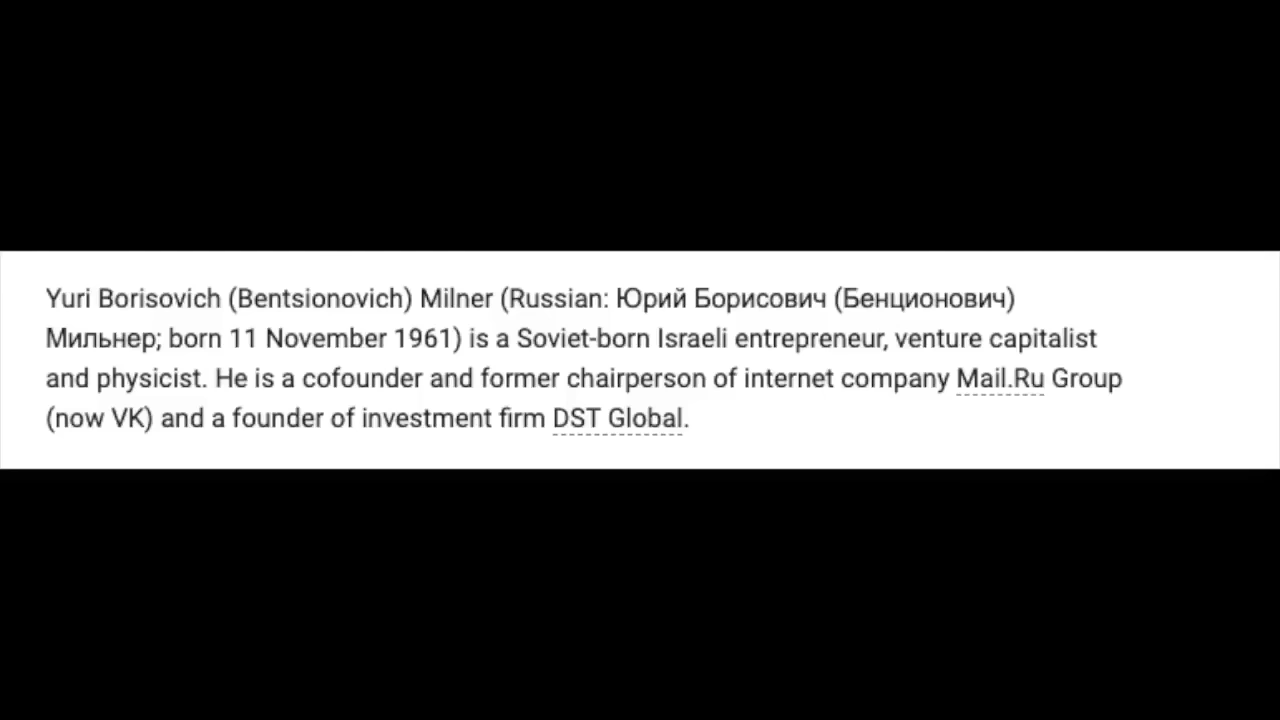 Yuri Borisovich (Bentsionovich) Milner (Russian: Юрий Борисович (Бенционович)
Мильнер; born 11 November 1961) is a Soviet-born Israeli entrepreneur, venture capitalist
and physicist. He is a cofounder and former chairperson of internet company Mail.Ru Group
(now VK) and a founder of investment firm DST Global.